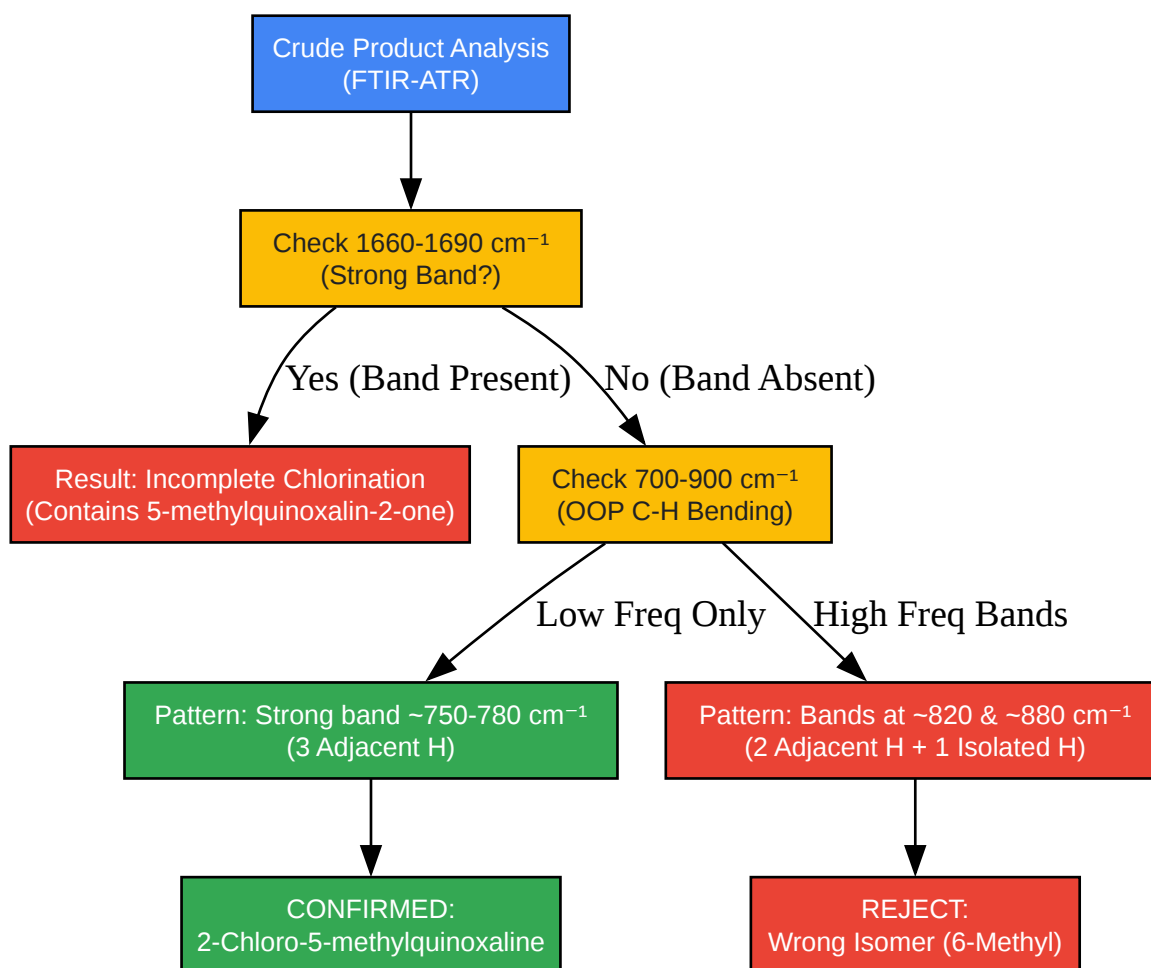 Crude Product Analysis
(FTIR-ATR)
Check 1660-1690 cm⁻¹
(Strong Band?)
Yes (Band Present)
No (Band Absent)
Result: Incomplete Chlorination
(Contains 5-methylquinoxalin-2-one)
Check 700-900 cm⁻¹
(OOP C-H Bending)
Low Freq Only
High Freq Bands
Pattern: Strong band ~750-780 cm⁻¹
(3 Adjacent H)
Pattern: Bands at ~820 & ~880 cm⁻¹
(2 Adjacent H + 1 Isolated H)
CONFIRMED:
2-Chloro-5-methylquinoxaline
REJECT:
Wrong Isomer (6-Methyl)